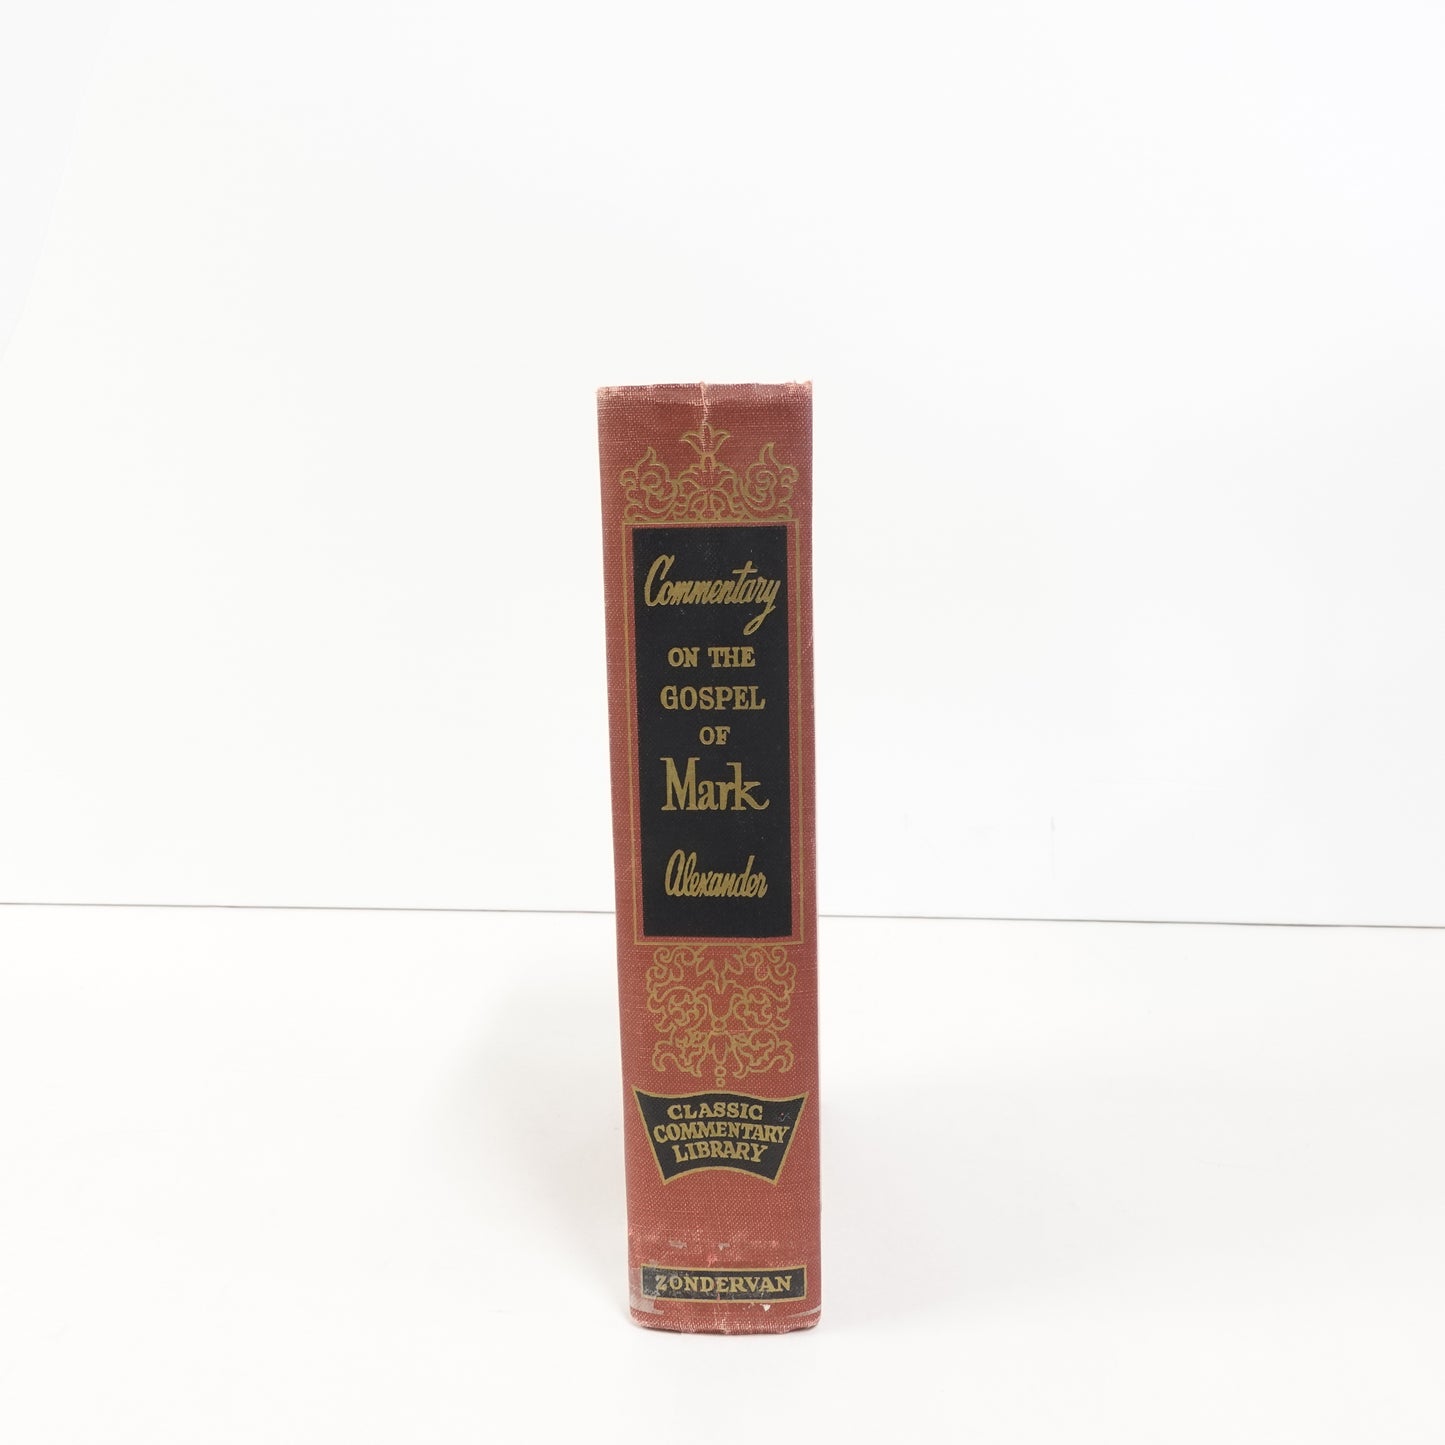 Commentary
ON THE
GOSPEL
OF
Mark
Alexander
CLASSIC
COMMENTARY
LIBRARY
ZONDERVAN